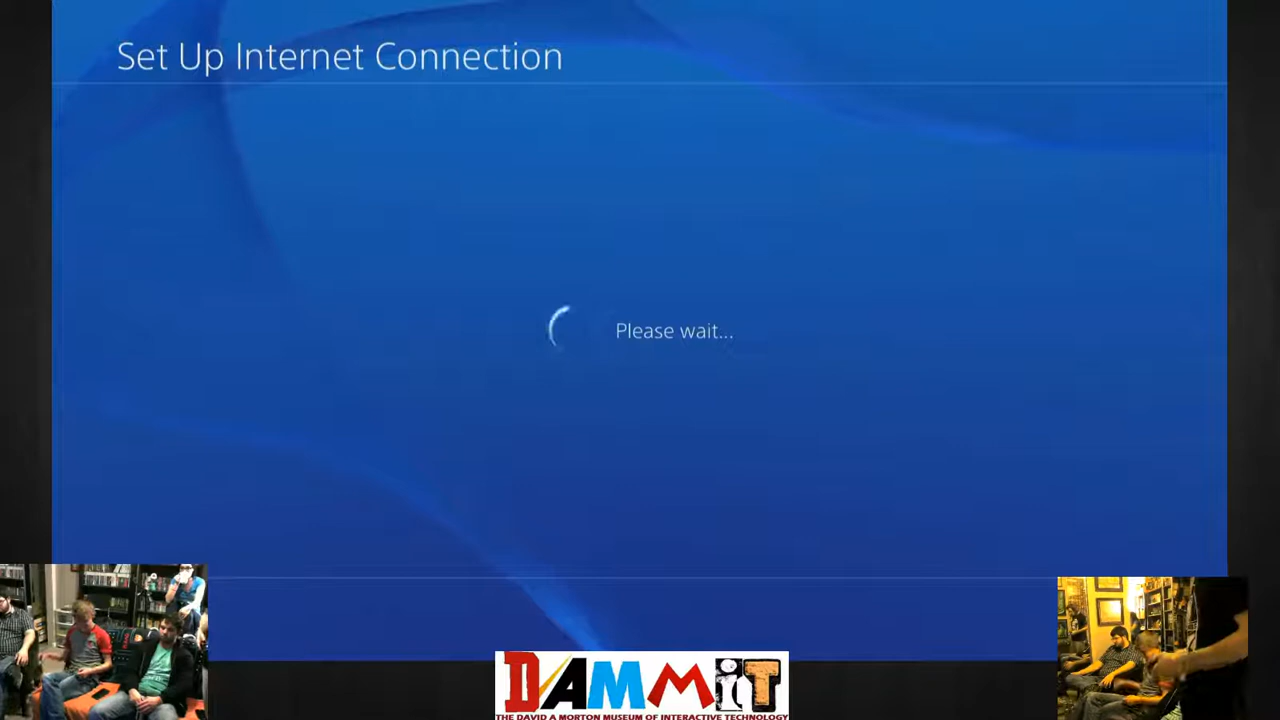 Set Up Internet Connection
Please wait...
DAMMiT
THE DAVID A MORTON MUSEUM OF INTERACTIVE TECHNOLOGY